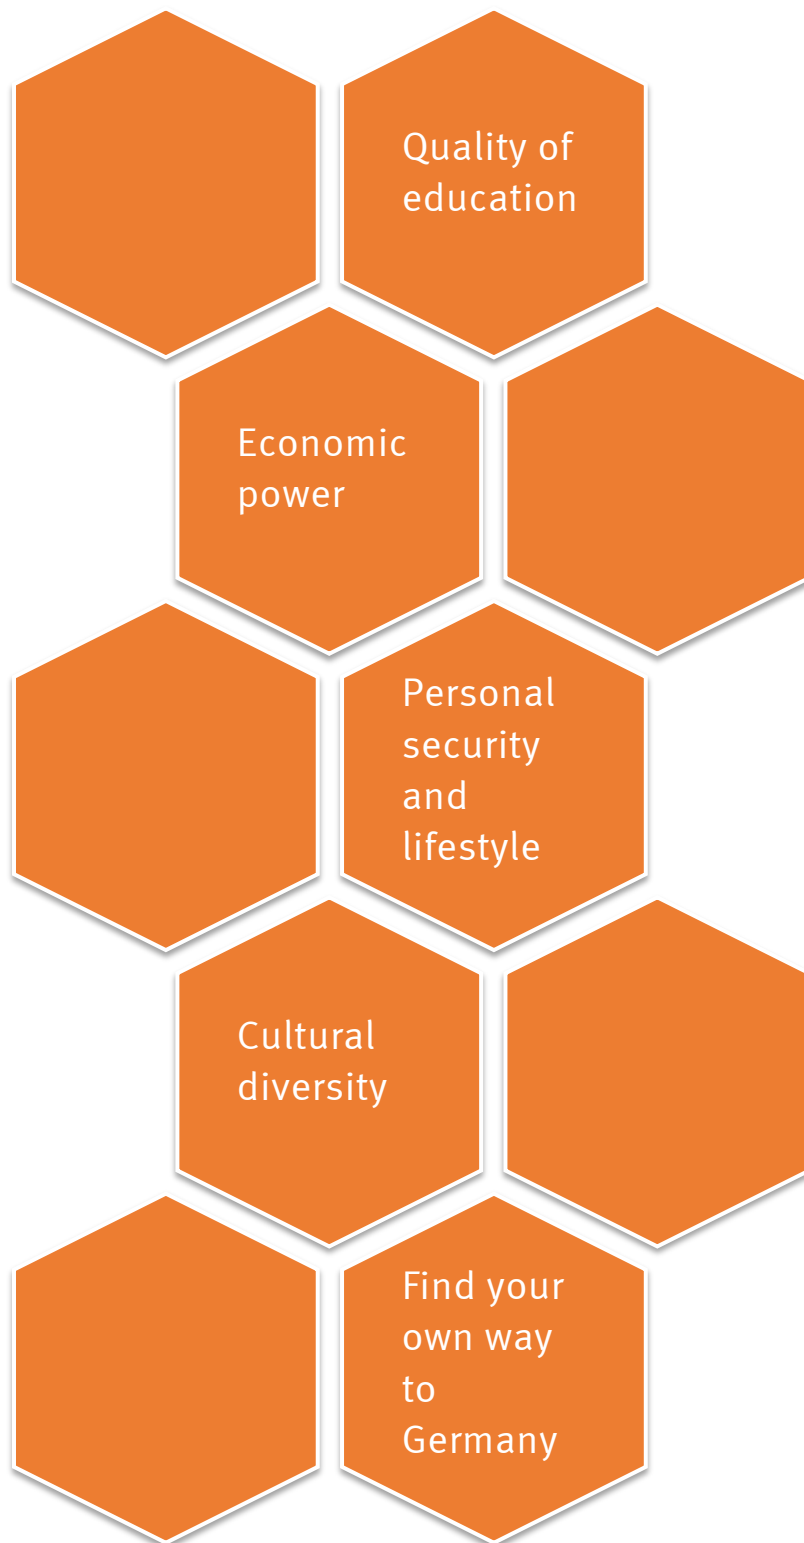 Quality of
education
Economic
power
Personal
security
and
lifestyle
Cultural
diversity
Find your
own way
to
Germany